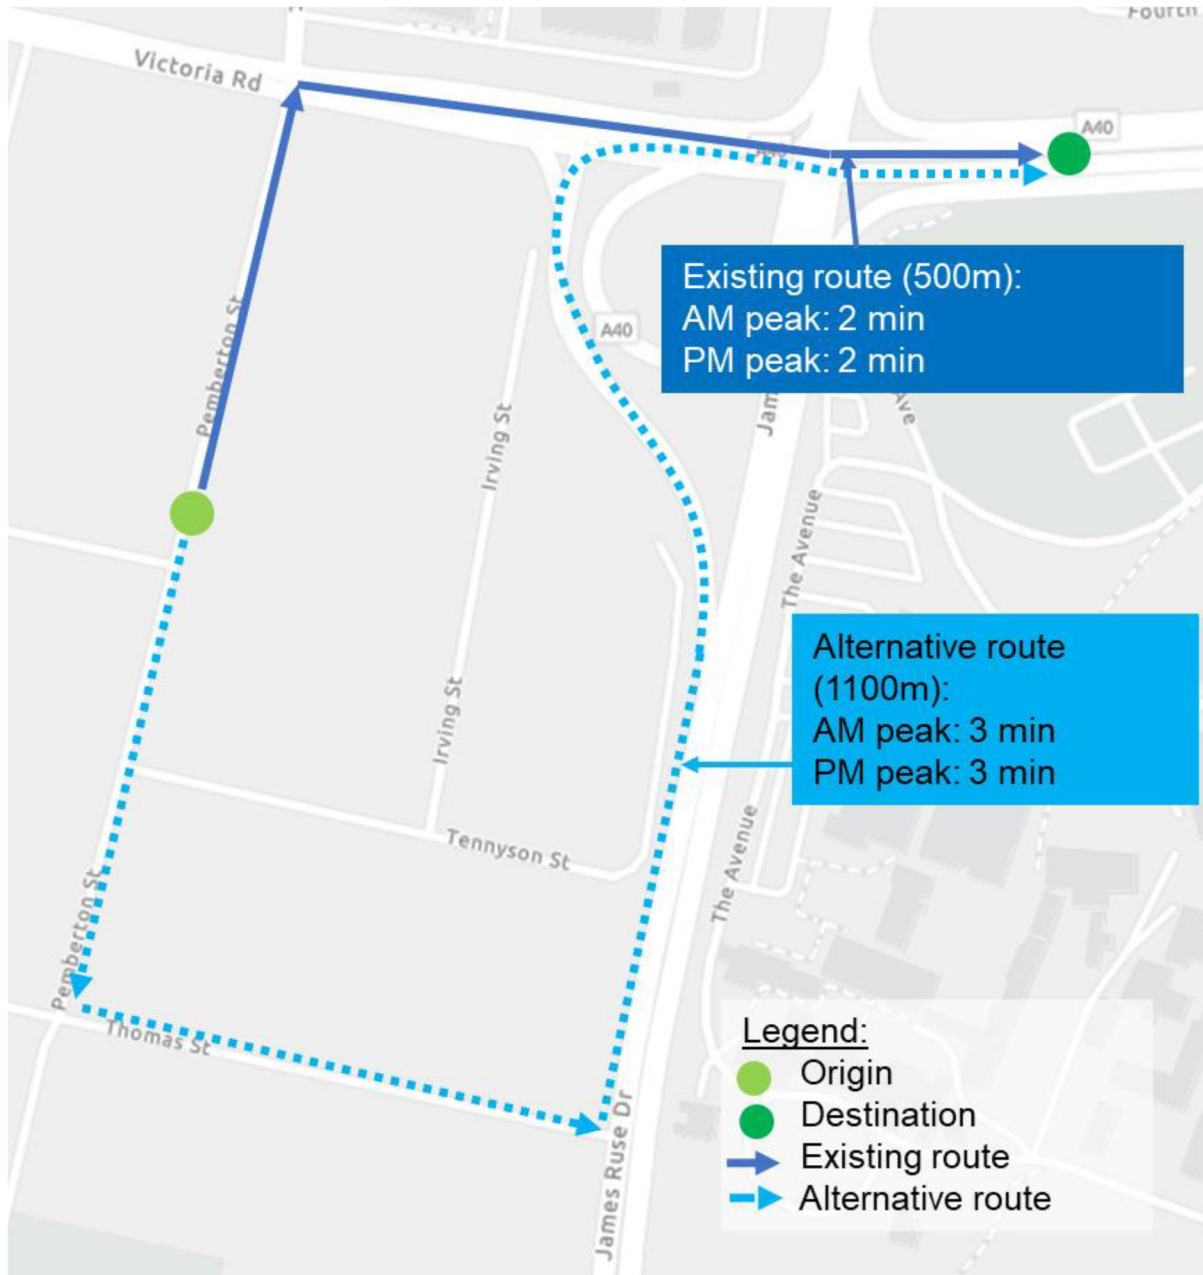 Fourth
Victoria Rd
A40
A40
Existing route (500m):
AM peak: 2 min
PM peak: 2 min
Pemberton St
A40
Ave
Irving St
The Avenue
Alternative route
(1100m):
AM peak: 3 min
PM peak: 3 min
Irving St
Tennyson St
The Avenue
Pemberton St
Thomas St
James Ruse Dr
Legend:
Origin
Destination
Existing route
Alternative route